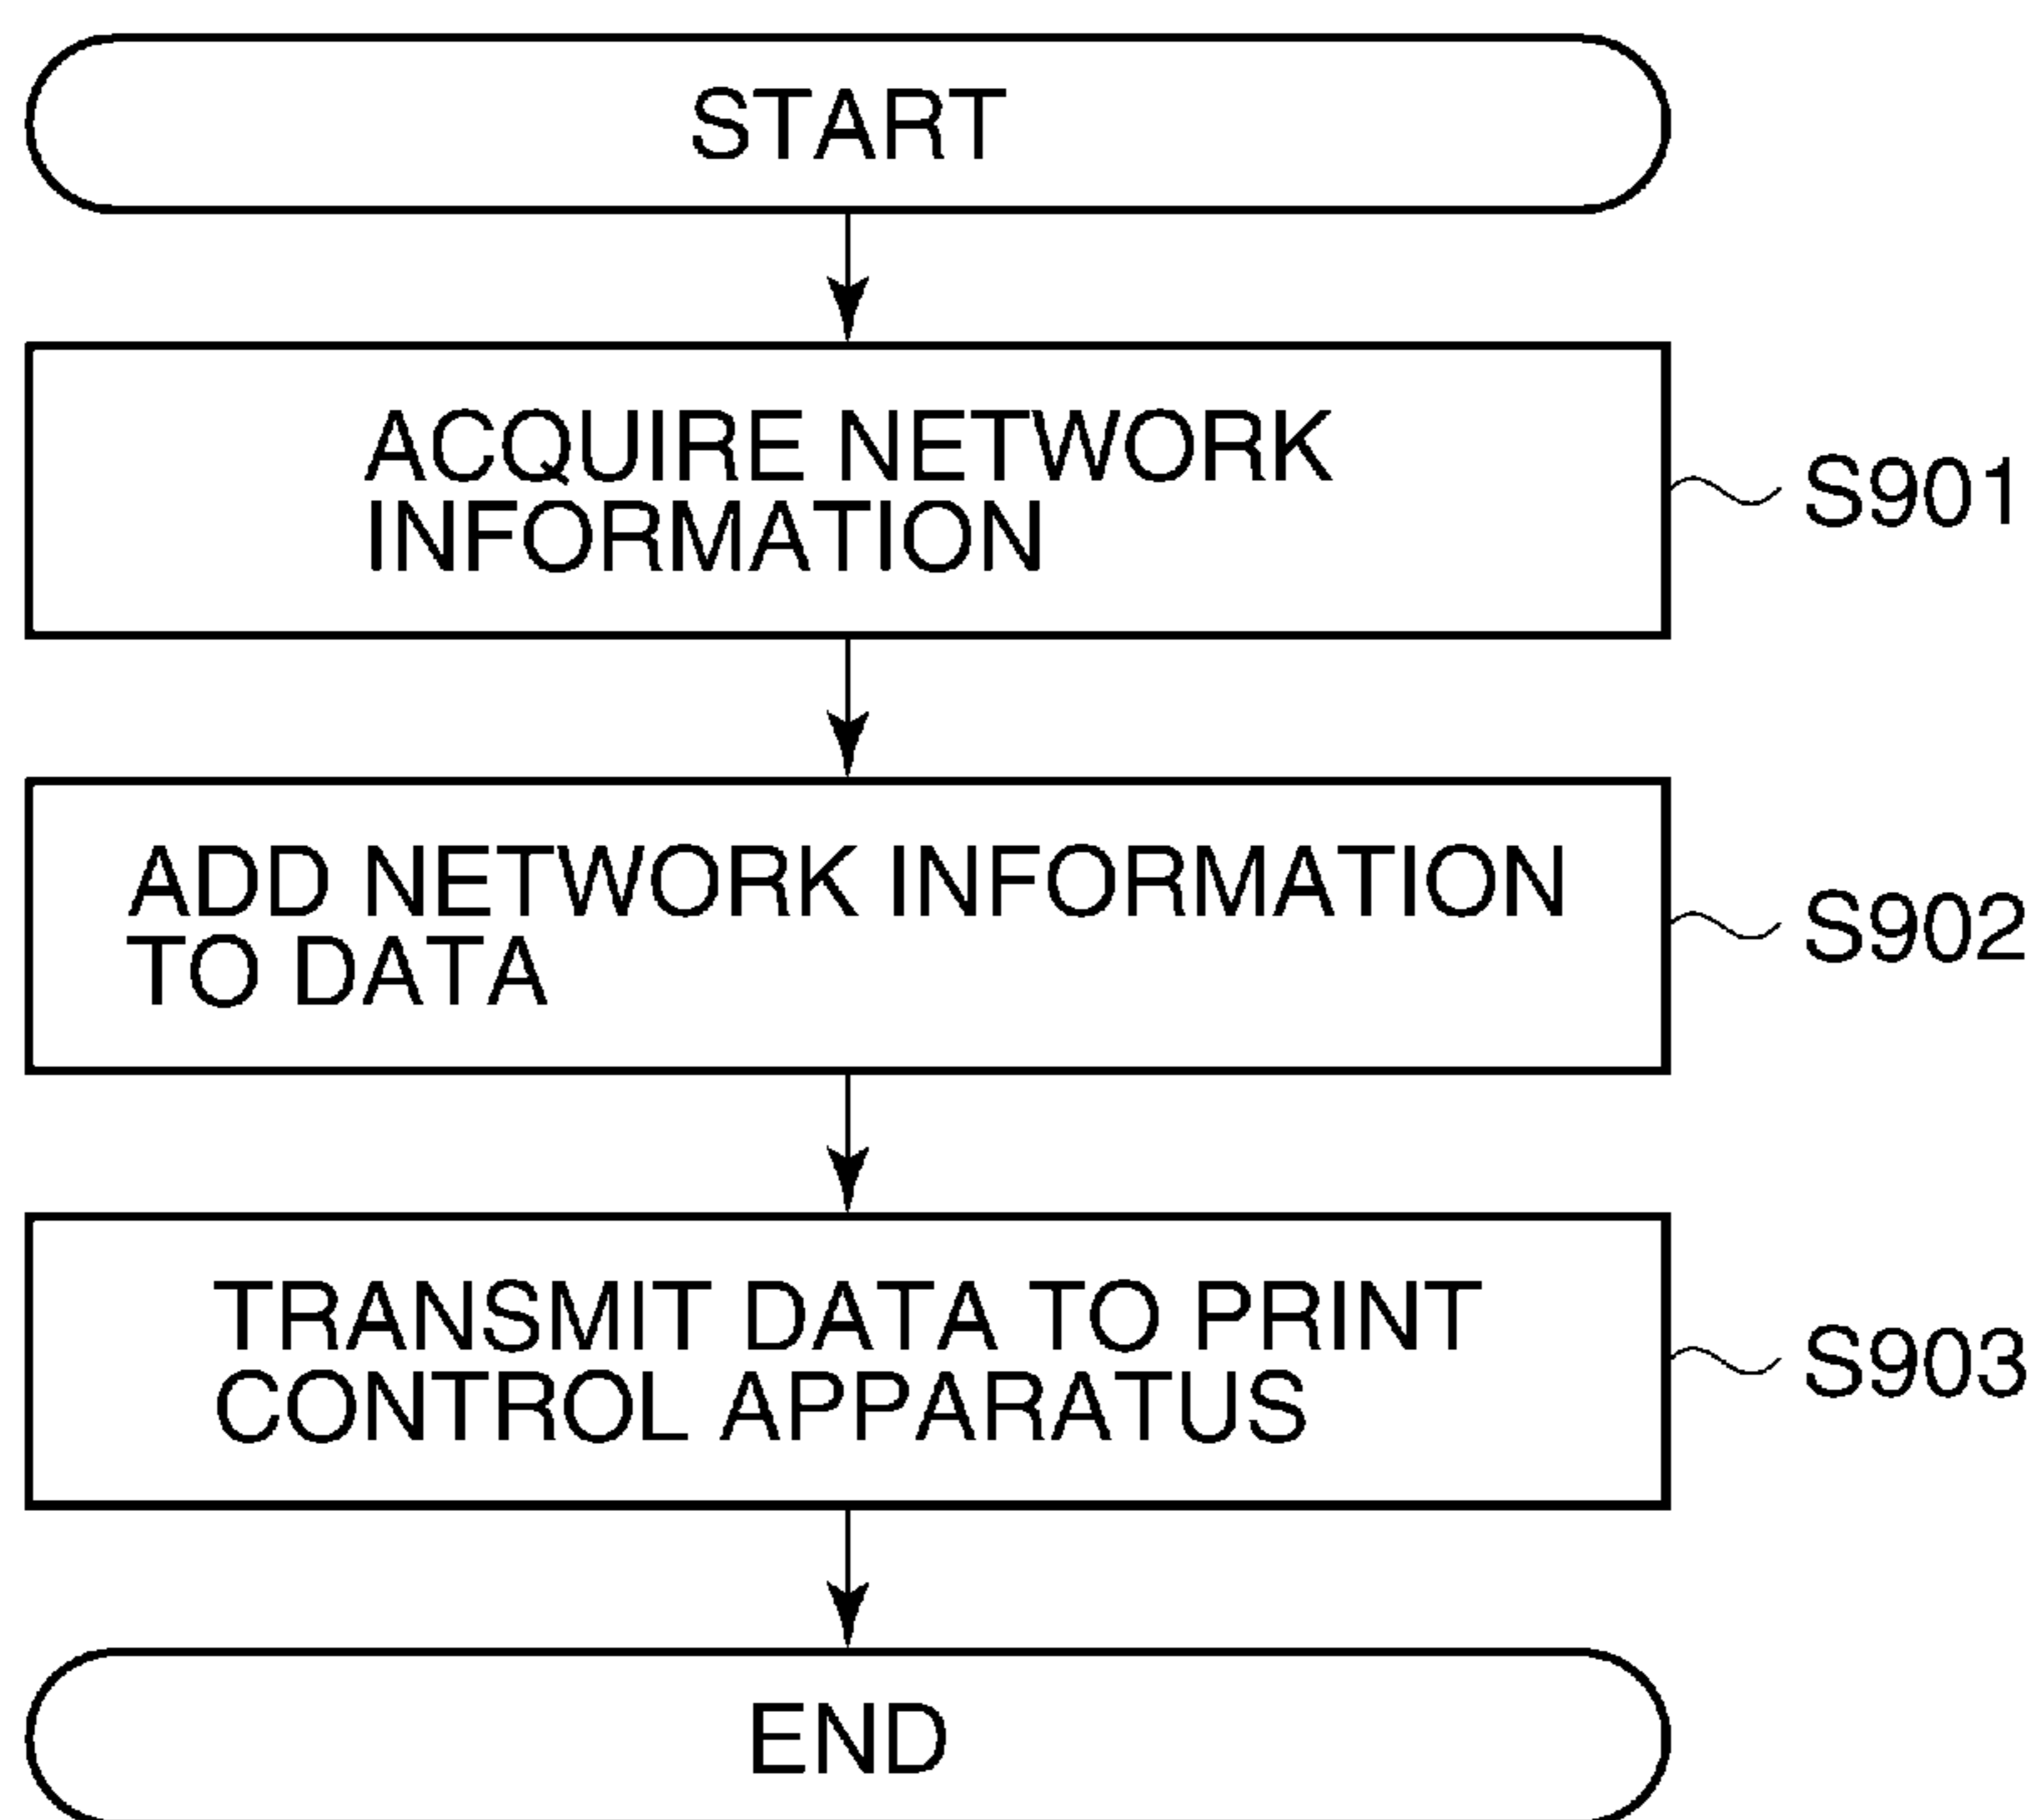 START
ACQUIRE NETWORK
INFORMATION
S901
ADD NETWORK INFORMATION
TO DATA
S902
TRANSMIT DATA TO PRINT
CONTROL APPARATUS
S903
END